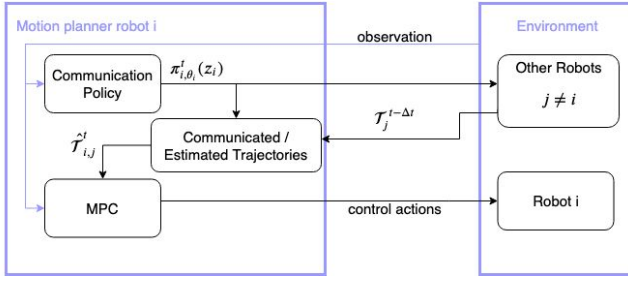 Motion planner robot i
Environment
observation
Communication
Policy
π^t_{i,θ_i}(z_i)
Other Robots
j ≠ i
𝒯_j^{t−Δt}
Communicated /
Estimated Trajectories
𝒯̂^t_{i,j}
MPC
control actions
Robot i